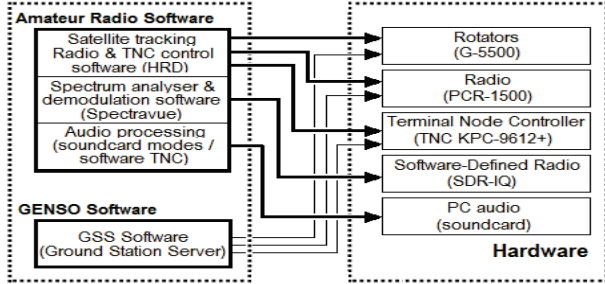 Amateur Radio Software
Satellite tracking
Radio & TNC control
software (HRD)
Spectrum analyser &
demodulation software
(Spectravue)
Audio processing
(soundcard modes /
software TNC)
GENSO Software
GSS Software
(Ground Station Server)
Rotators
(G-5500)
Radio
(PCR-1500)
Terminal Node Controller
(TNC KPC-9612+)
Software-Defined Radio
(SDR-IQ)
PC audio
(soundcard)
Hardware